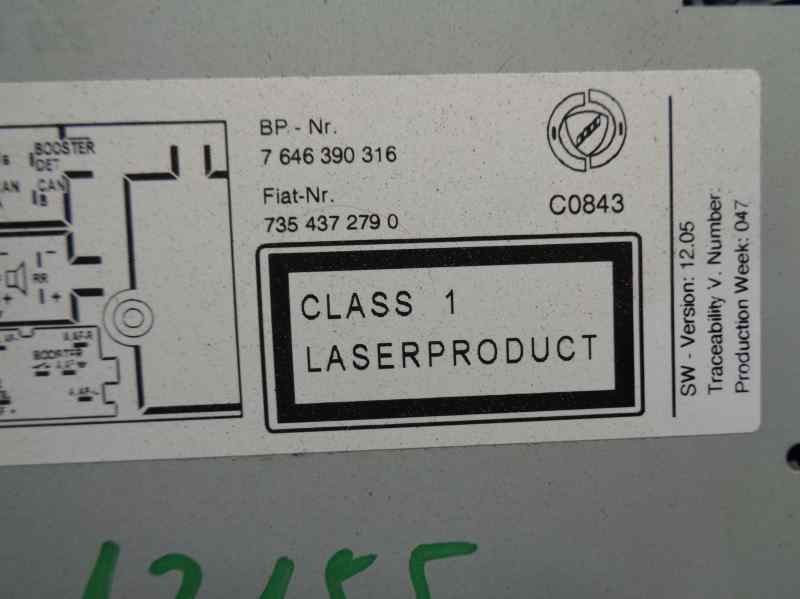 BOOSTER
DET
CAN
B
RR
BOOSTER
BP - Nr.
7 646 390 316
Fiat-Nr.
735 437 279 0
C0843
CLASS 1
LASERPRODUCT
SW - Version: 12.05
Traceability V. Number:
Production Week: 047